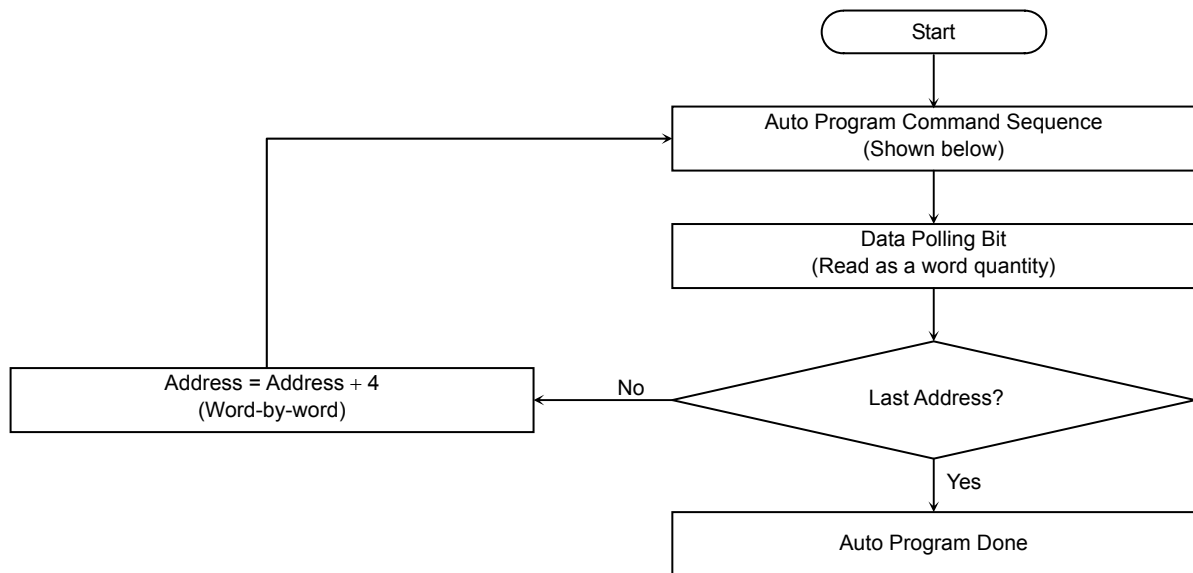 Start
Auto Program Command Sequence
(Shown below)
Data Polling Bit
(Read as a word quantity)
Last Address?
No
Address = Address + 4
(Word-by-word)
Yes
Auto Program Done